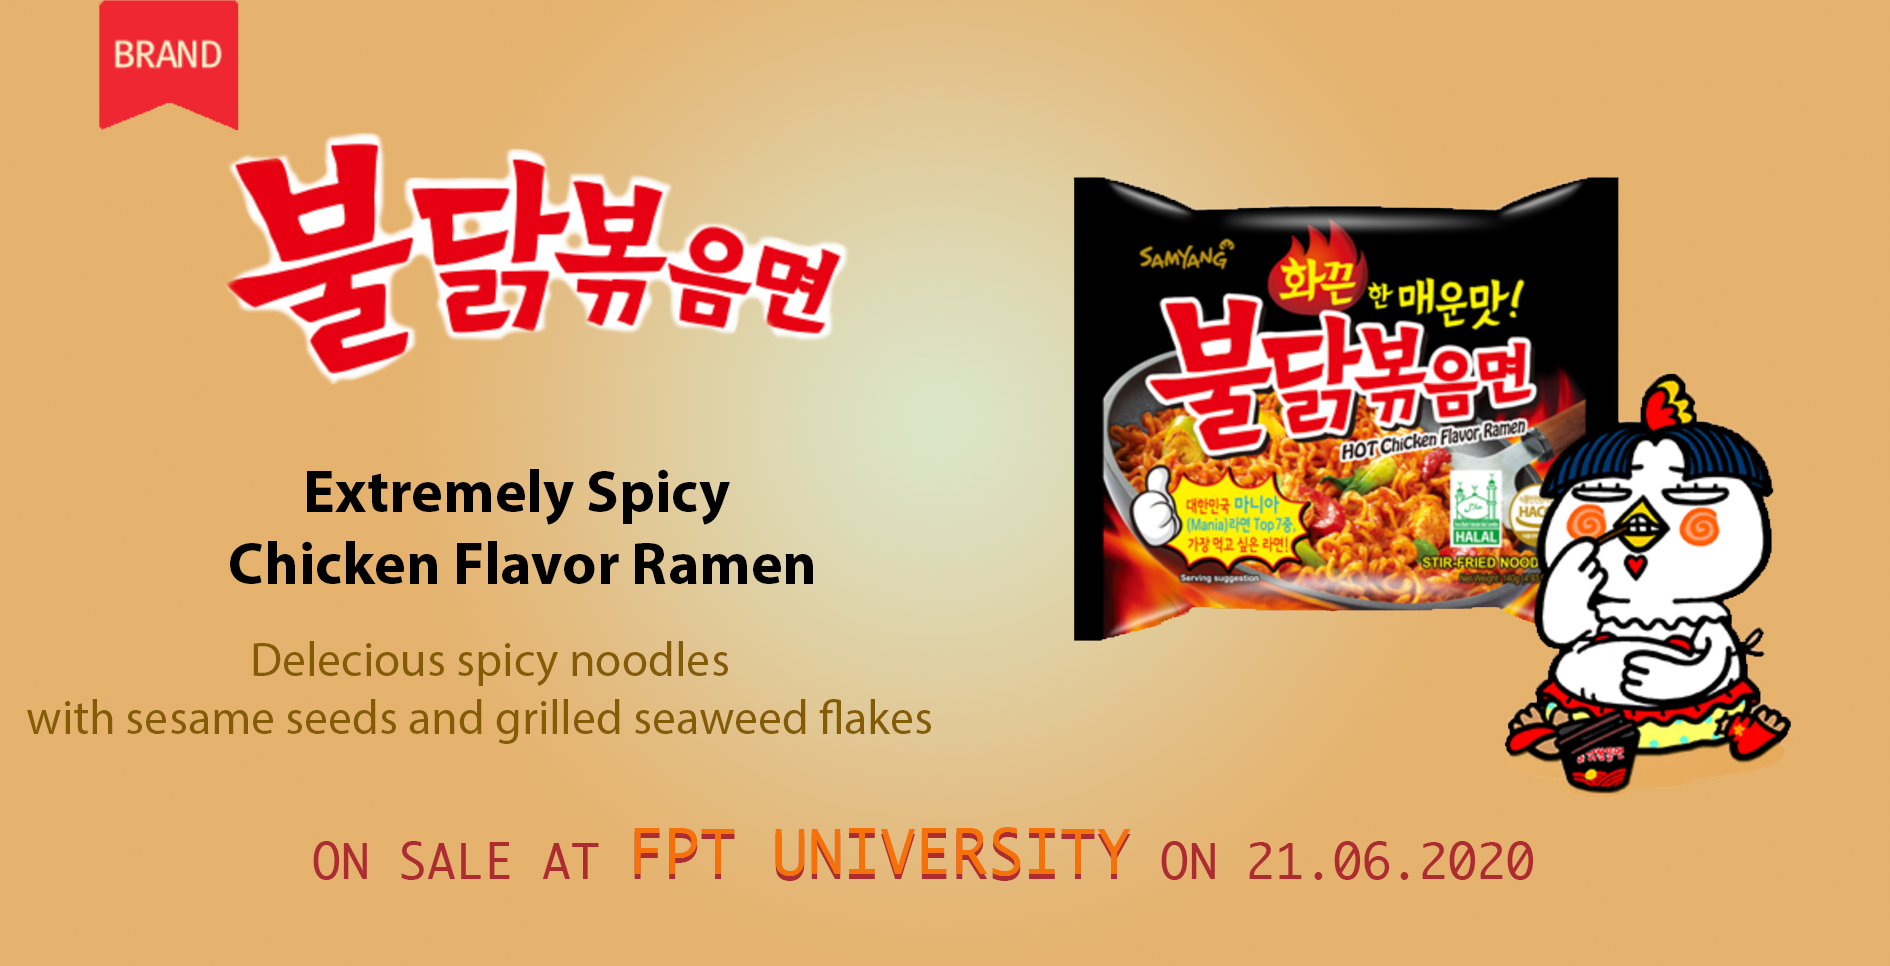 BRAND
불닭볶음면
Extremely Spicy
Chicken Flavor Ramen
Delecious spicy noodles
with sesame seeds and grilled seaweed flakes
SAMYANG
화끈한 매운맛!
불닭볶음면
HOT Chicken Flavor Ramen
대한민국 마니아
(Mania)라면 Top7중,
가장 먹고 싶은 라면!
HALAL
HACC
STIR-FRIED NOOD
Serving suggestion
ON SALE AT FPT UNIVERSITY ON 21.06.2020